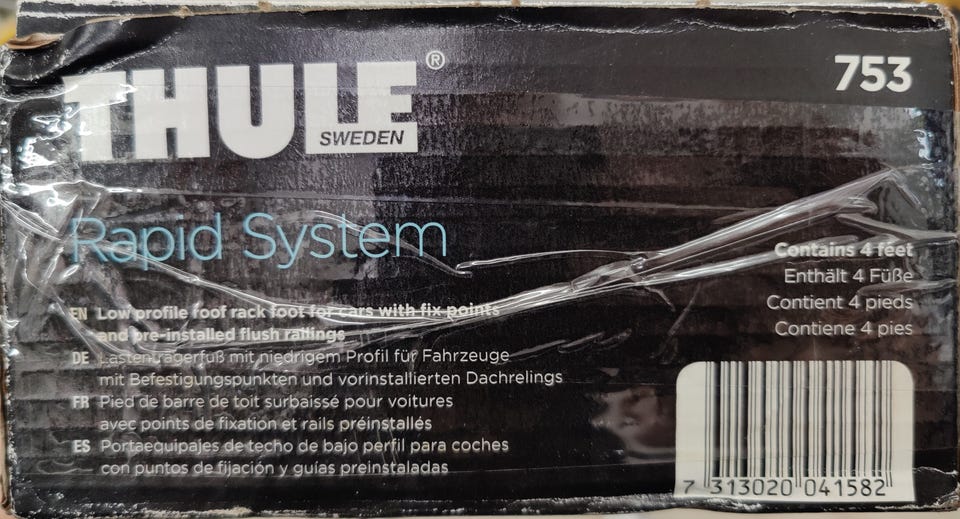 THULE®
SWEDEN
753
Rapid System
Contains 4 feet
Enthält 4 Füße
Contient 4 pieds
Contiene 4 pies
EN Low profile foof rack foot for cars with fix points
and pre-installed flush railings
DE Lastenträgerfuß mit niedrigem Profil für Fahrzeuge
mit Befestigungspunkten und vorinstallierten Dachrelings
FR Pied de barre de toit surbaissé pour voitures
avec points de fixation et rails préinstallés
ES Portaequipajes de techo de bajo perfil para coches
con puntos de fijación y guías preinstaladas
7 313020 041582